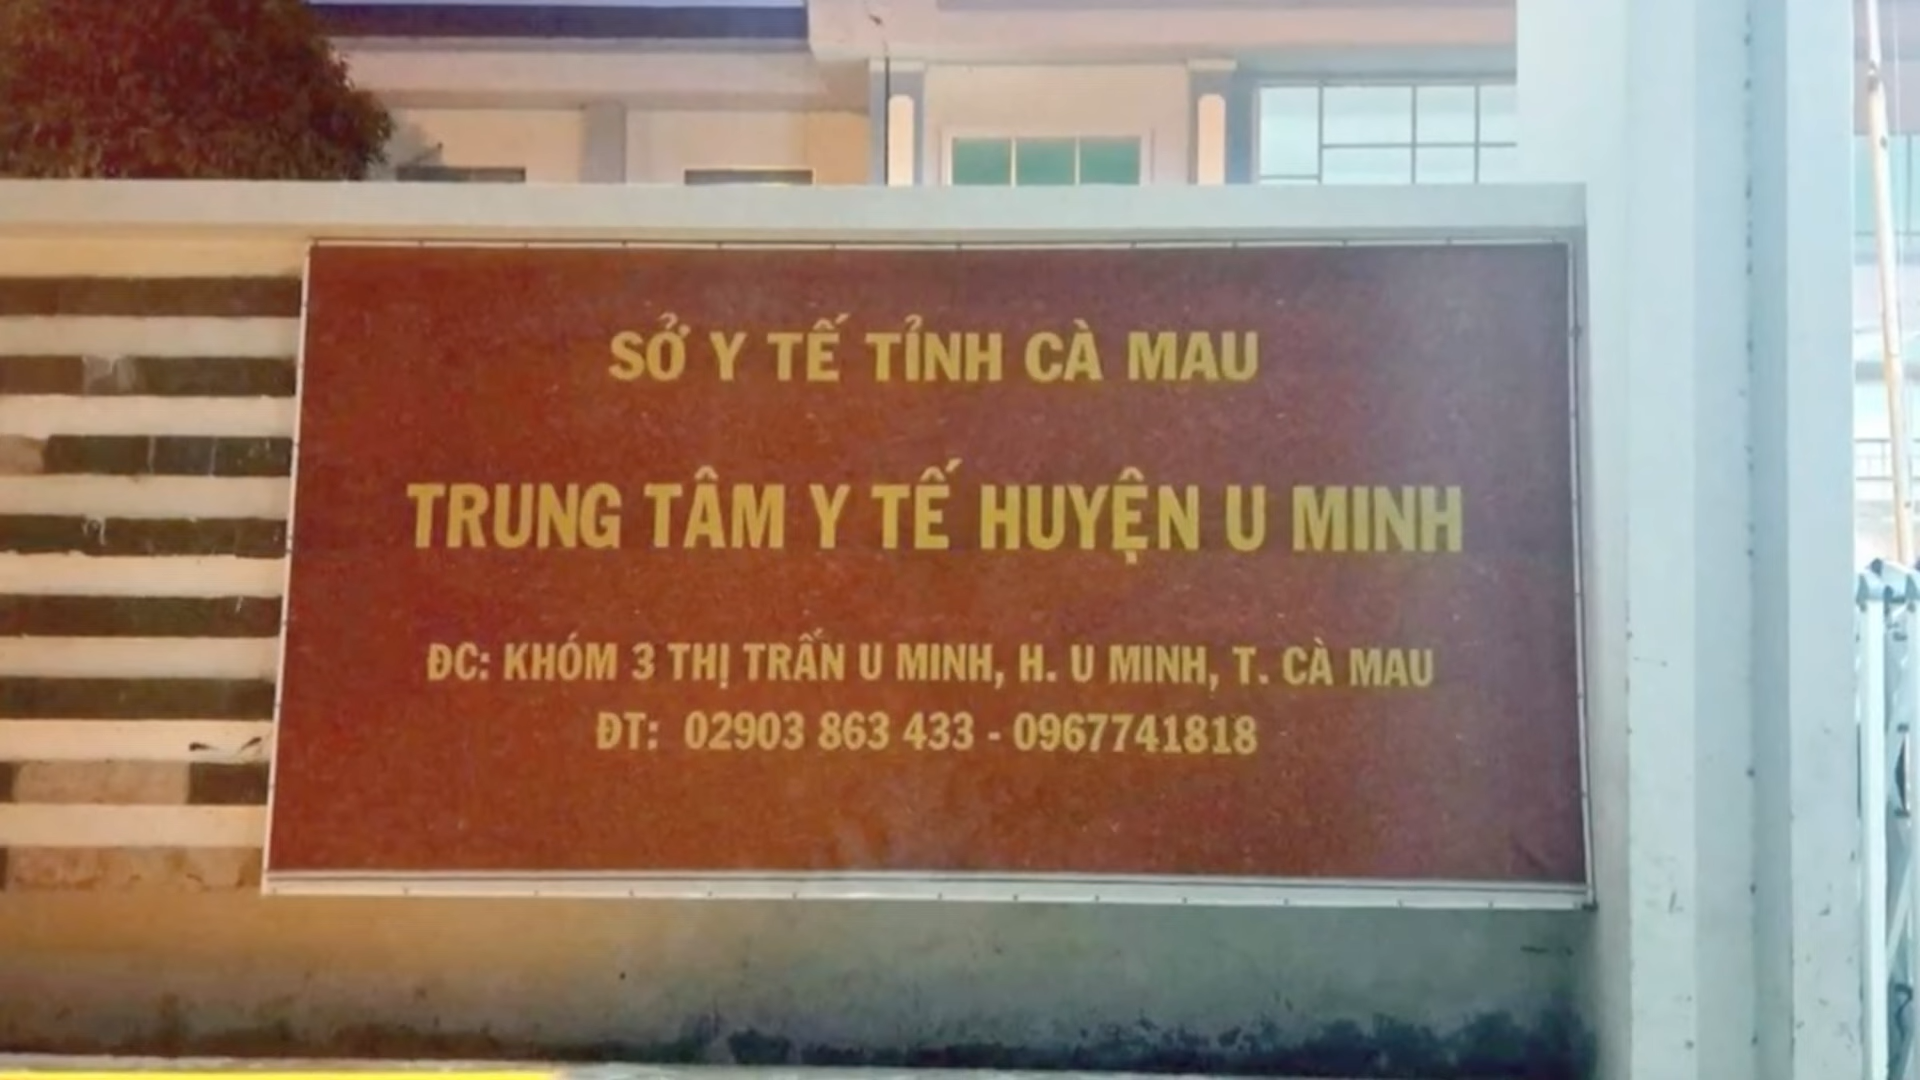 SỞ Y TẾ TỈNH CÀ MAU
TRUNG TÂM Y TẾ HUYỆN U MINH
ĐC: KHÓM 3 THỊ TRẤN U MINH, H. U MINH, T. CÀ MAU
ĐT: 02903 863 433 - 0967741818